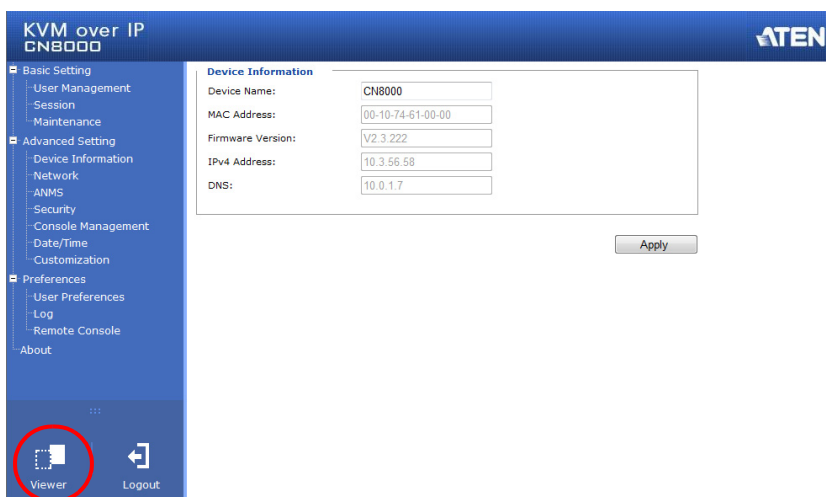 KVM over IP
CN8000
ATEN
Basic Setting
User Management
Session
Maintenance
Advanced Setting
Device Information
Network
ANMS
Security
Console Management
Date/Time
Customization
Preferences
User Preferences
Log
Remote Console
About
Viewer
Logout
Device Information
Device Name: CN8000
MAC Address: 00-10-74-61-00-00
Firmware Version: V2.3.222
IPv4 Address: 10.3.56.58
DNS: 10.0.1.7
Apply